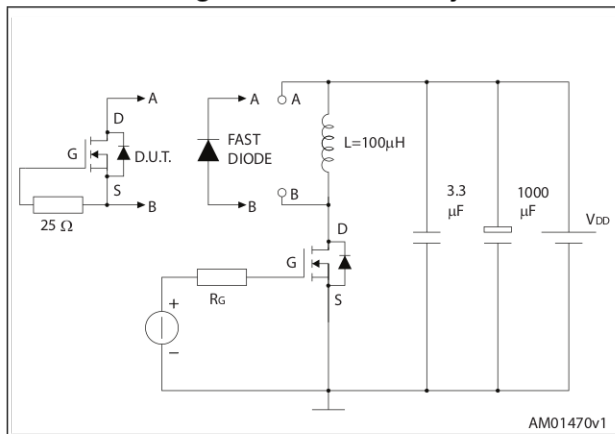 A
D
G
D.U.T.
S
B
25 Ω
A
FAST
DIODE
B
A
L=100μH
B
D
G
S
RG
+
−
3.3
μF
1000
μF
VDD
AM01470v1